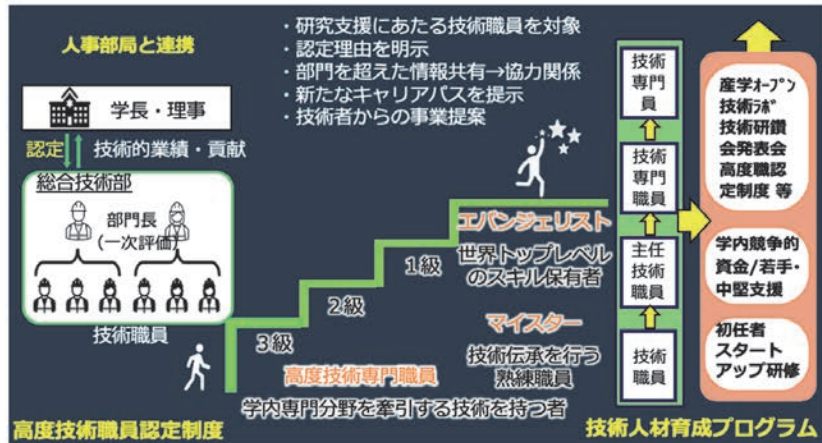 人事部局と連携
学長・理事
認定
技術的業績・貢献
総合技術部
部門長
(一次評価)
技術職員
・研究支援にあたる技術職員を対象
・認定理由を明示
・部門を超えた情報共有→協力関係
・新たなキャリアパスを提示
・技術者からの事業提案
3級
2級
1級
エバンジェリスト
世界トップレベル
のスキル保有者
マイスター
技術伝承を行う
熟練職員
高度技術専門職員
学内専門分野を牽引する技術を持つ者
高度技術職員認定制度
技術
専門
員
技術
専門
職員
主任
技術
職員
技術
職員
産学オープン
技術ラボ
技術研鑽
会発表会
高度職認
定制度 等
学内競争的
資金/若手・
中堅支援
初任者
スタート
アップ研修
技術人材育成プログラム